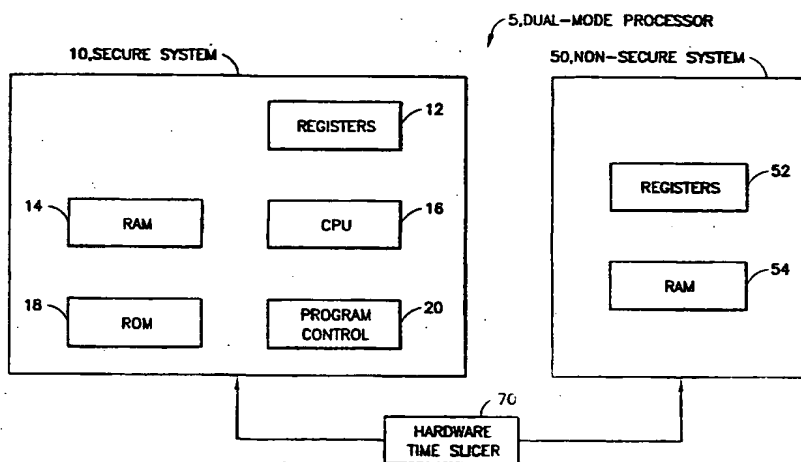 5,DUAL-MODE PROCESSOR
10,SECURE SYSTEM
50,NON-SECURE SYSTEM
REGISTERS
12
REGISTERS
52
14
RAM
CPU
16
RAM
54
18
ROM
PROGRAM
CONTROL
20
70
HARDWARE
TIME SLICER